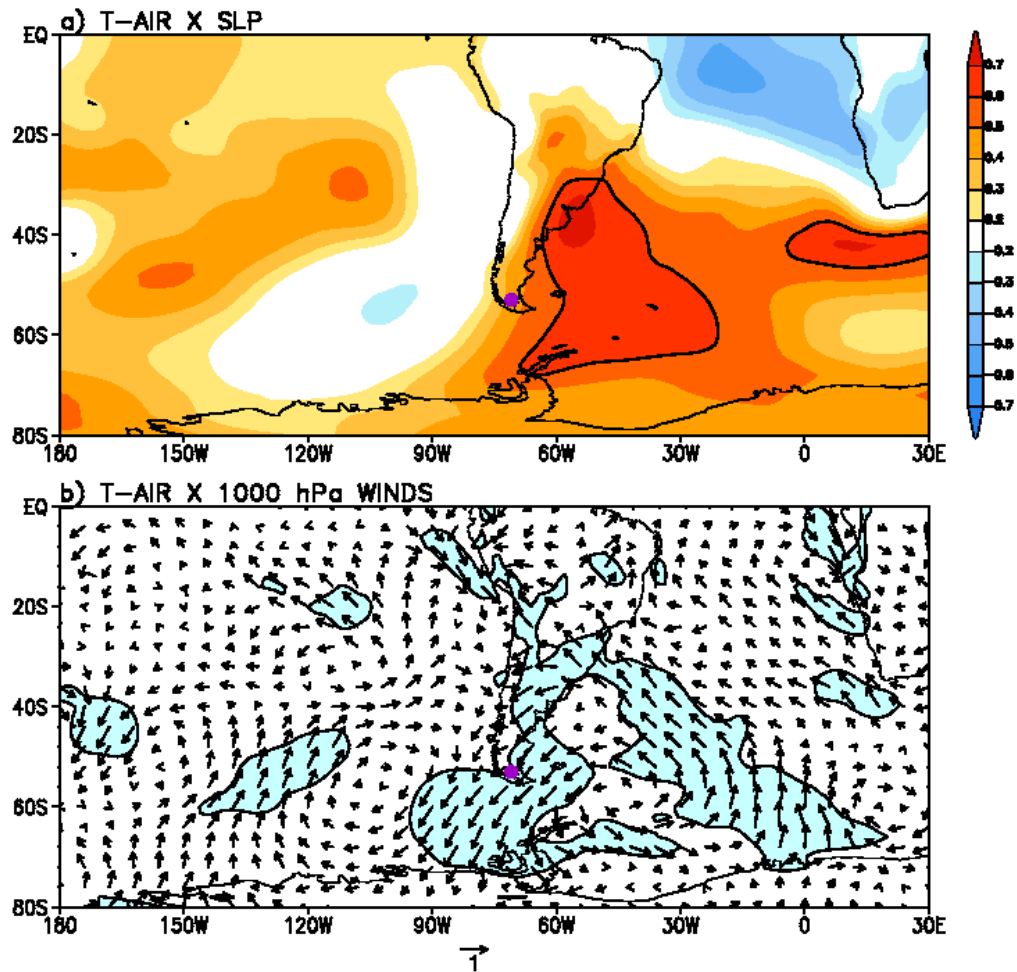 a) T-AIR X SLP
EQ
20S
40S
60S
80S
180 150W 120W 90W 60W 30W 0 30E
0.7
0.6
0.5
0.4
0.3
0.2
-0.2
-0.3
-0.4
-0.5
-0.6
-0.7
b) T-AIR X 1000 hPa WINDS
EQ
20S
40S
60S
80S
180 150W 120W 90W 60W 30W 0 30E
1